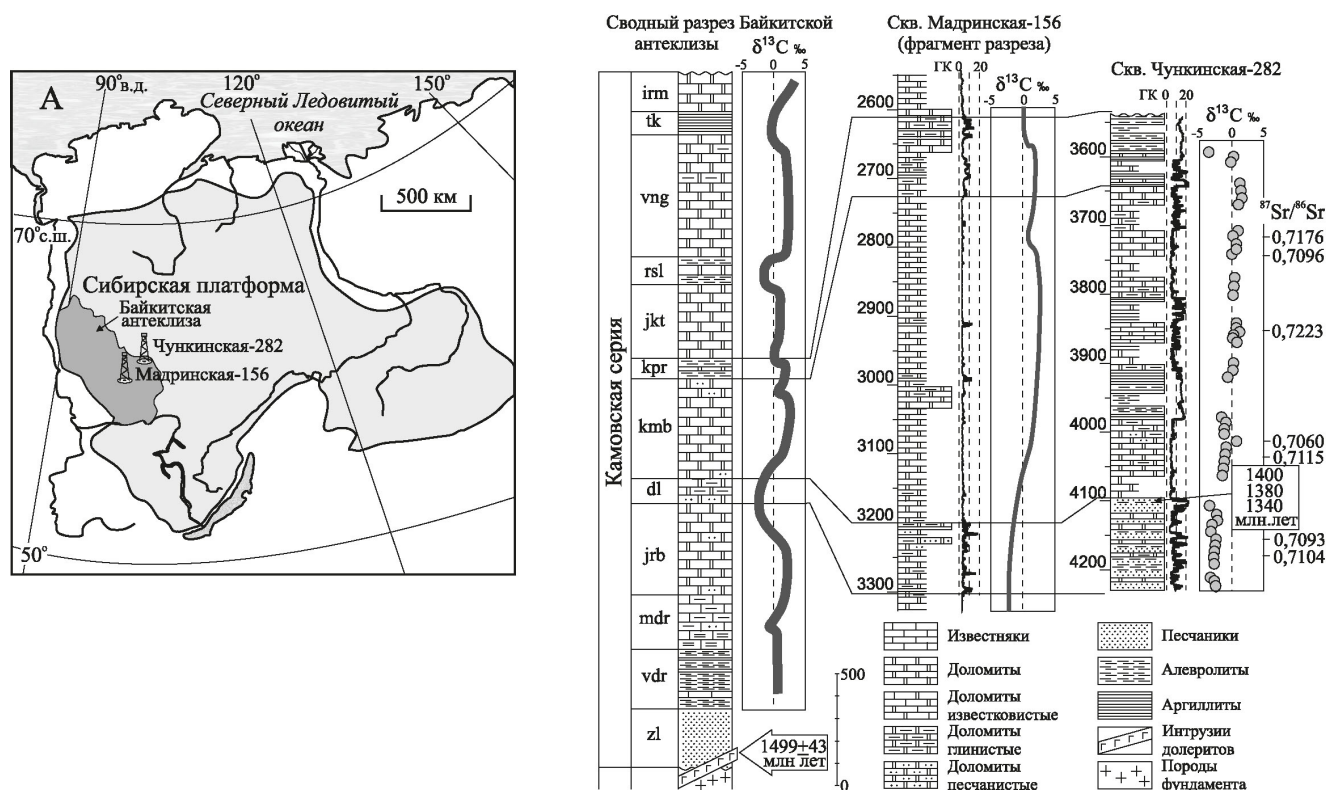 А
90° в.д.
120°
150°
Северный Ледовитый
океан
500 км
70° с.ш.
Сибирская платформа
Байкитская
антеклиза
Чункинская-282
Мадринская-156
50°
Сводный разрез Байкитской
антеклизы
δ¹³C ‰
-5 0 5
Камовская серия
irm
tk
vng
rsl
jkt
kpr
kmb
dl
jrb
mdr
vdr
zl
-5 0 5
1499±43
млн лет
500
0
Скв. Мадринская-156
(фрагмент разреза)
ГК 0 20
δ¹³C ‰
-5 0 5
2600
2700
2800
2900
3000
3100
3200
3300
Скв. Чункинская-282
ГК 0 20
δ¹³C ‰
-5 0 5
3600
3700
3800
3900
4000
4100
4200
⁸⁷Sr/⁸⁶Sr
0,7176
0,7096
0,7223
0,7060
0,7115
1400
1380
1340
млн.лет
0,7093
0,7104
Известняки
Доломиты
Доломиты
известковистые
Доломиты
глинистые
Доломиты
песчанистые
Песчаники
Алевролиты
Аргиллиты
Интрузии
долеритов
Породы
фундамента